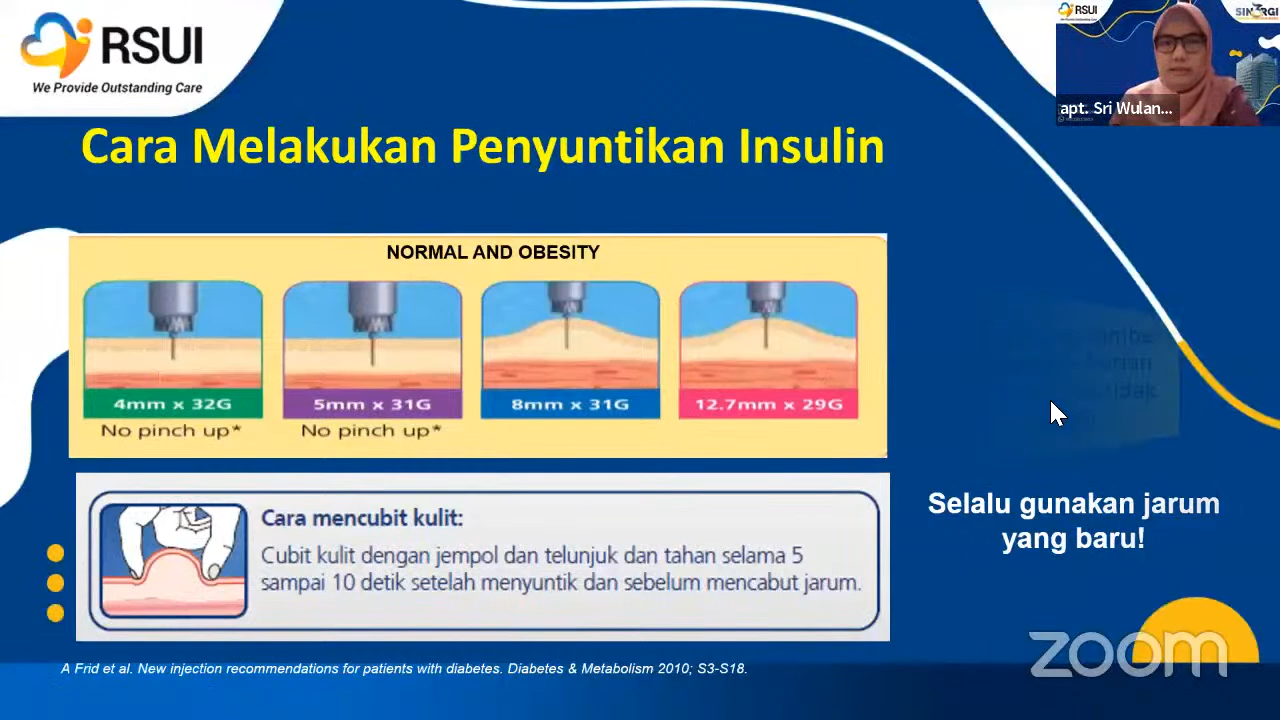 RSUI
We Provide Outstanding Care
RSUI
SINERGI
apt. Sri Wulan...
Cara Melakukan Penyuntikan Insulin
NORMAL AND OBESITY
4mm x 32G
5mm x 31G
8mm x 31G
12.7mm x 29G
No pinch up*
No pinch up*
Cara mencubit kulit:
Cubit kulit dengan jempol dan telunjuk dan tahan selama 5
sampai 10 detik setelah menyuntik dan sebelum mencabut jarum.
tidak
Selalu gunakan jarum
yang baru!
A Frid et al. New injection recommendations for patients with diabetes. Diabetes & Metabolism 2010; S3-S18.
zoom